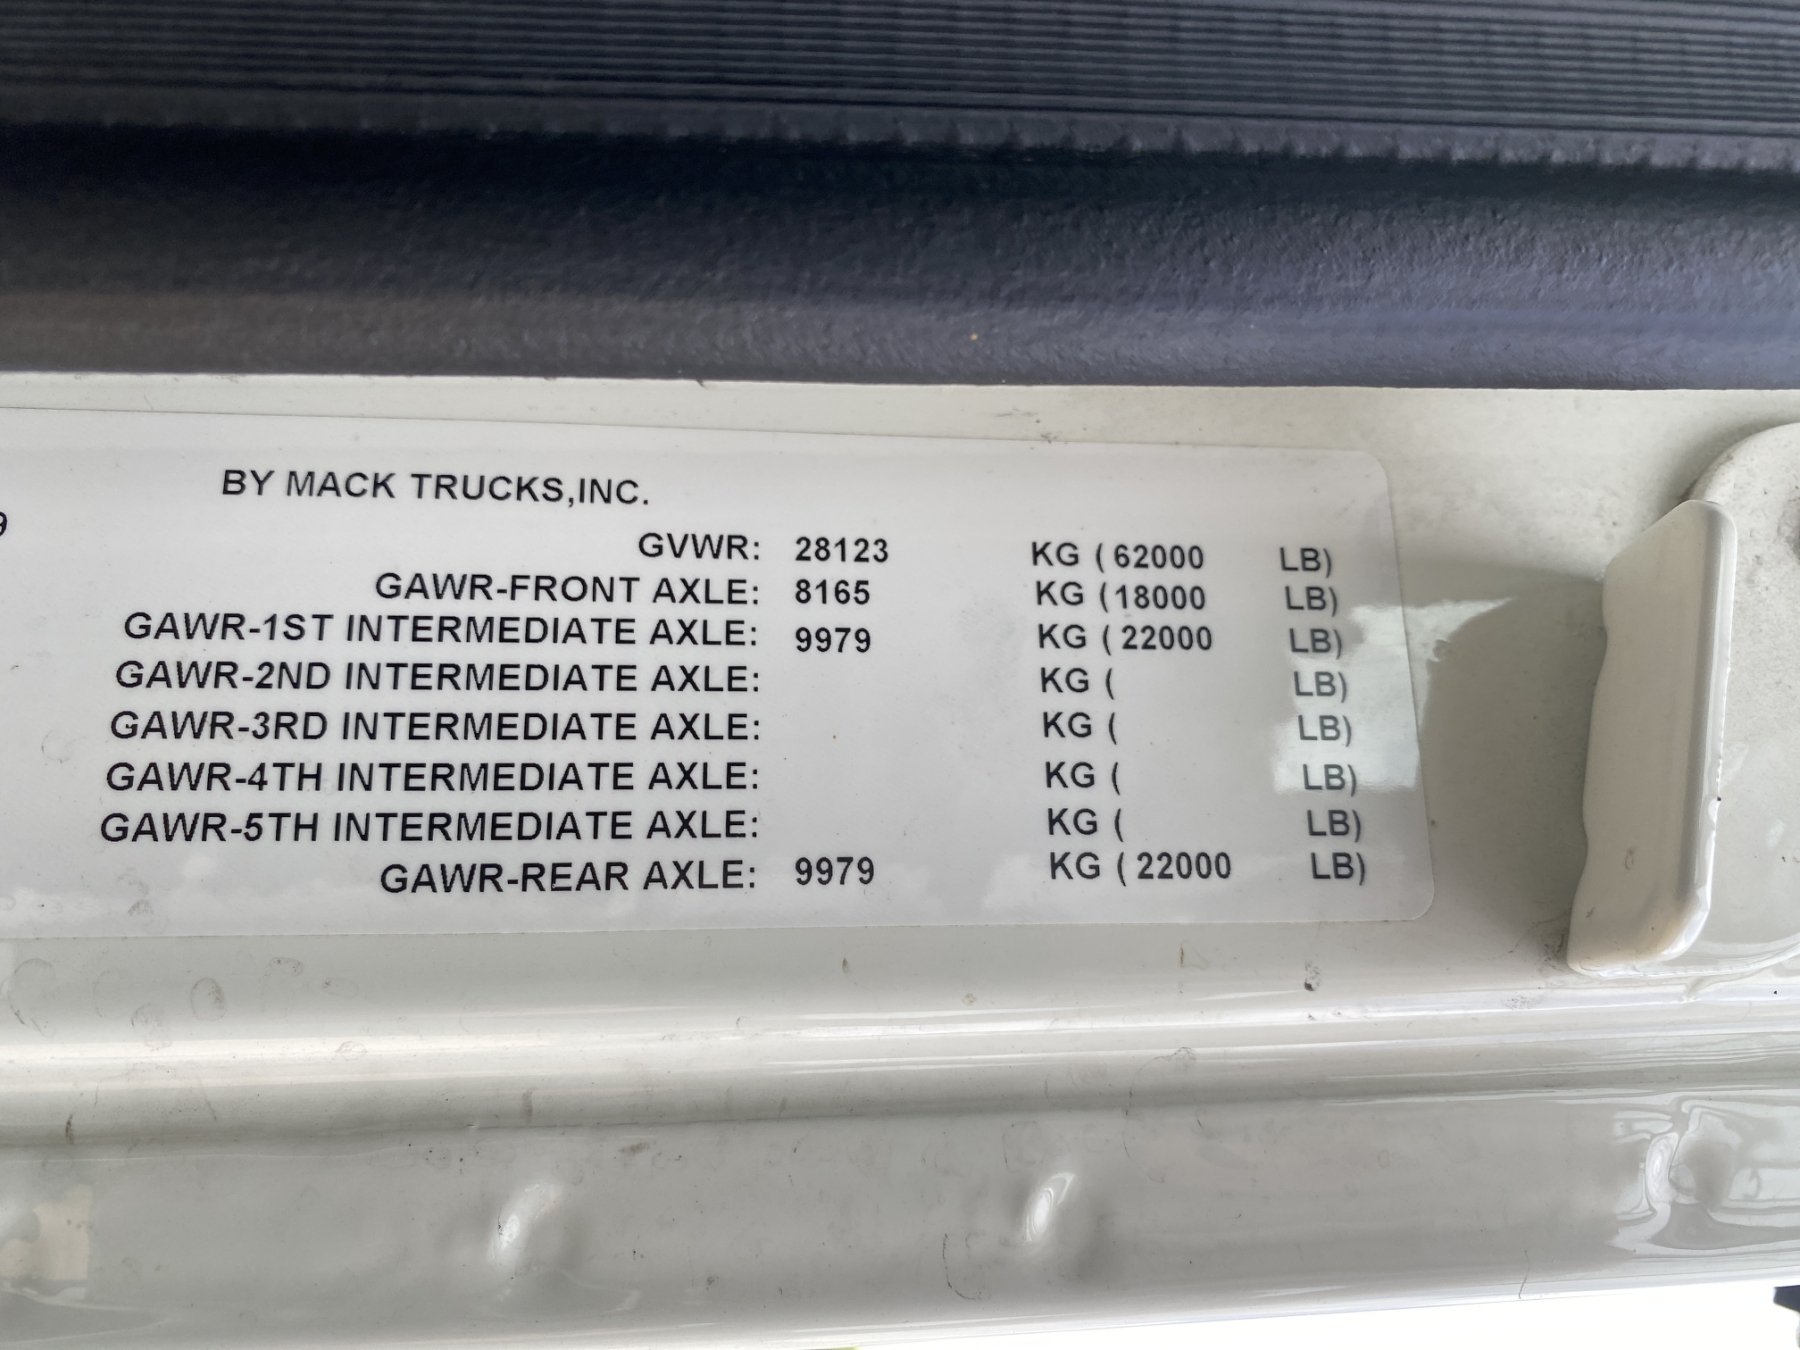 BY MACK TRUCKS,INC.
9
GVWR: 28123 KG ( 62000 LB)
GAWR-FRONT AXLE: 8165 KG ( 18000 LB)
GAWR-1ST INTERMEDIATE AXLE: 9979 KG ( 22000 LB)
GAWR-2ND INTERMEDIATE AXLE: KG ( LB)
GAWR-3RD INTERMEDIATE AXLE: KG ( LB)
GAWR-4TH INTERMEDIATE AXLE: KG ( LB)
GAWR-5TH INTERMEDIATE AXLE: KG ( LB)
GAWR-REAR AXLE: 9979 KG ( 22000 LB)